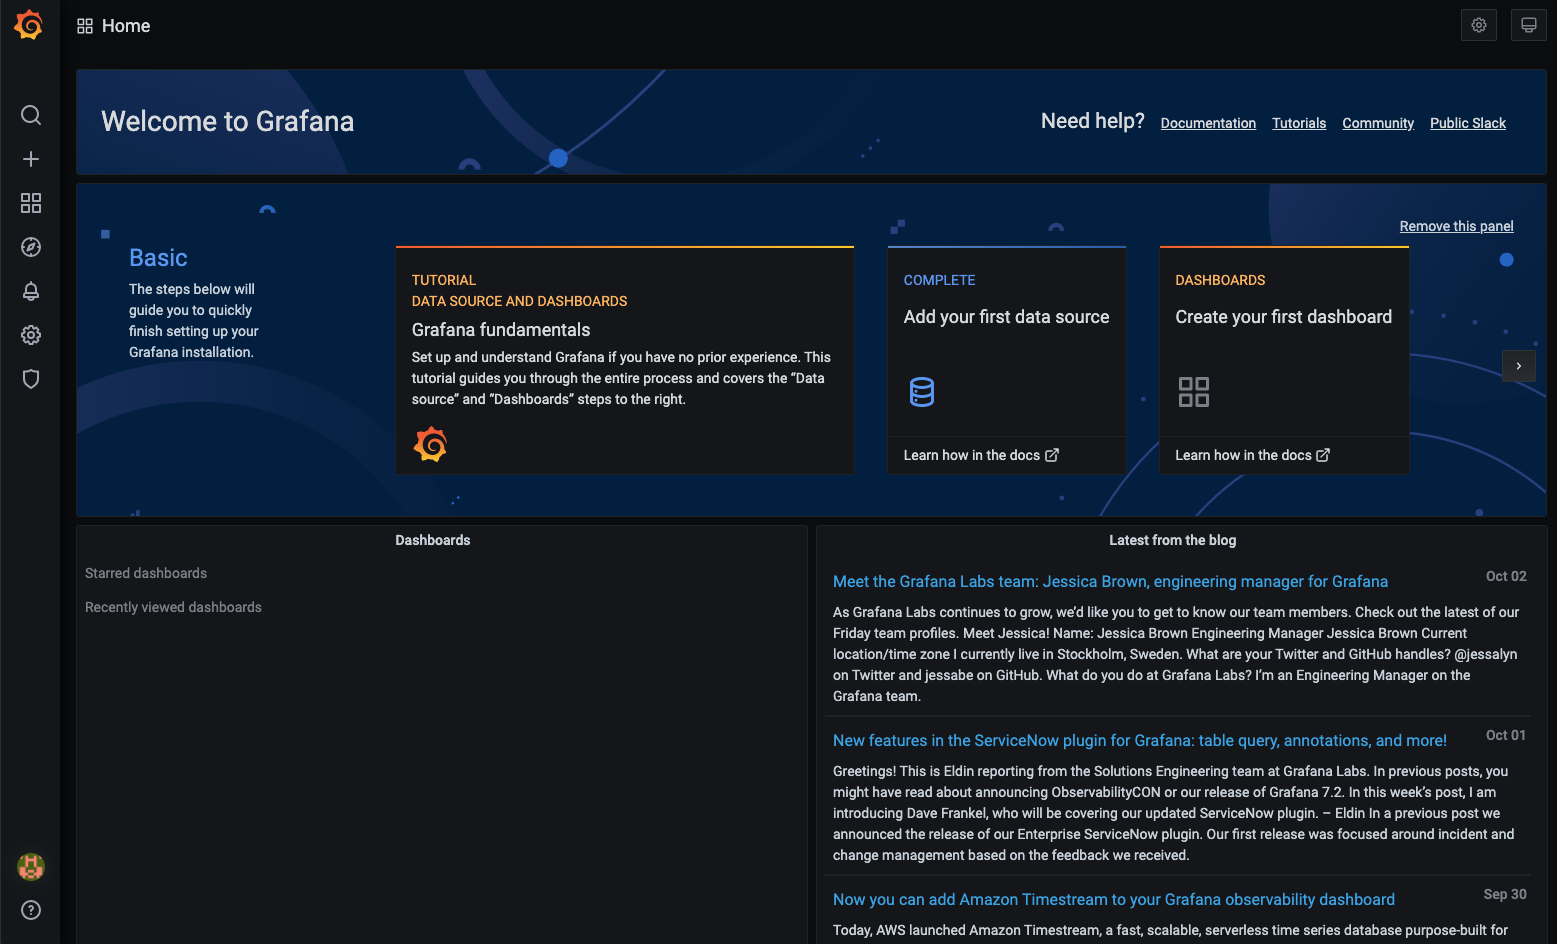 Home
Welcome to Grafana
Need help? Documentation Tutorials Community Public Slack
Remove this panel
Basic
The steps below will
guide you to quickly
finish setting up your
Grafana installation.
TUTORIAL
DATA SOURCE AND DASHBOARDS
Grafana fundamentals
Set up and understand Grafana if you have no prior experience. This
tutorial guides you through the entire process and covers the “Data
source” and “Dashboards” steps to the right.
COMPLETE
Add your first data source
Learn how in the docs
DASHBOARDS
Create your first dashboard
Learn how in the docs
Dashboards
Starred dashboards
Recently viewed dashboards
Latest from the blog
Meet the Grafana Labs team: Jessica Brown, engineering manager for Grafana
Oct 02
As Grafana Labs continues to grow, we’d like you to get to know our team members. Check out the latest of our
Friday team profiles. Meet Jessica! Name: Jessica Brown Engineering Manager Jessica Brown Current
location/time zone I currently live in Stockholm, Sweden. What are your Twitter and GitHub handles? @jessalyn
on Twitter and jessabe on GitHub. What do you do at Grafana Labs? I’m an Engineering Manager on the
Grafana team.
New features in the ServiceNow plugin for Grafana: table query, annotations, and more!
Oct 01
Greetings! This is Eldin reporting from the Solutions Engineering team at Grafana Labs. In previous posts, you
might have read about announcing ObservabilityCON or our release of Grafana 7.2. In this week’s post, I am
introducing Dave Frankel, who will be covering our updated ServiceNow plugin. – Eldin In a previous post we
announced the release of our Enterprise ServiceNow plugin. Our first release was focused around incident and
change management based on the feedback we received.
Now you can add Amazon Timestream to your Grafana observability dashboard
Sep 30
Today, AWS launched Amazon Timestream, a fast, scalable, serverless time series database purpose-built for